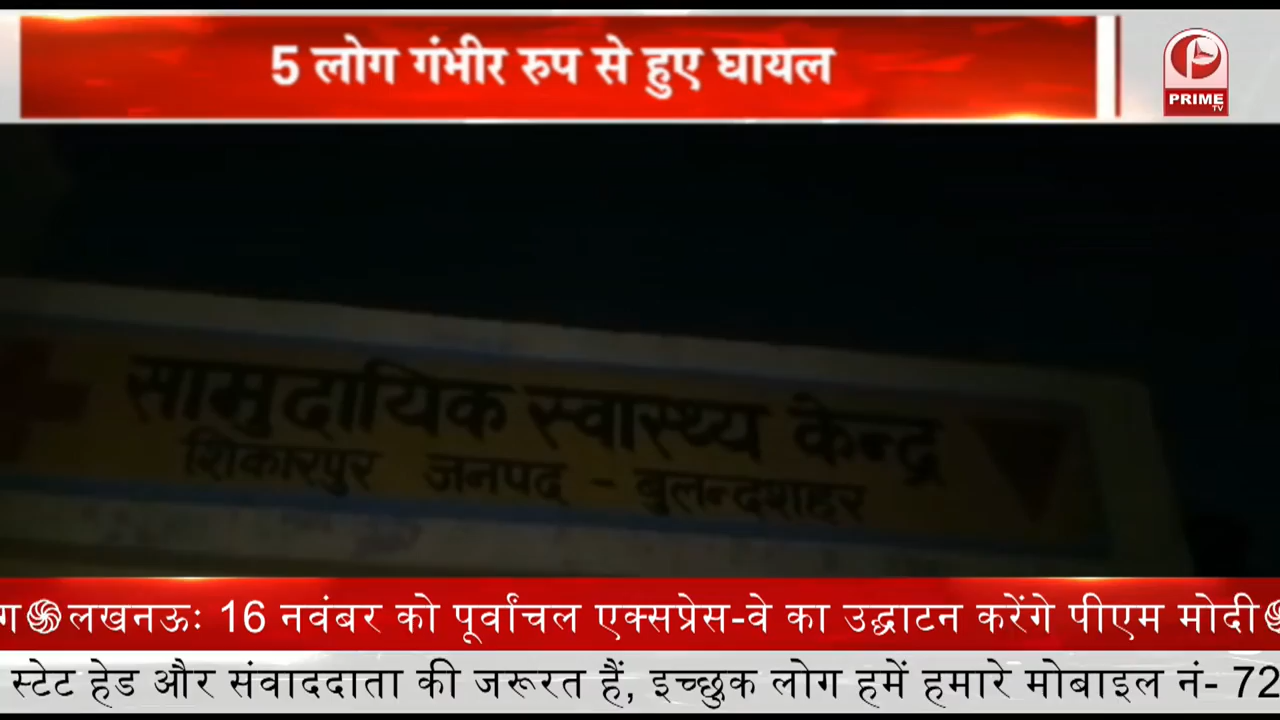 5 लोग गंभीर रुप से हुए घायल
PRIME
TV
सामुदायिक स्वास्थ्य केन्द्र
शिकारपुर जनपद - बुलन्दशहर
ग लखनऊः 16 नवंबर को पूर्वांचल एक्सप्रेस-वे का उद्घाटन करेंगे पीएम मोदी
स्टेट हेड और संवाददाता की जरूरत हैं, इच्छुक लोग हमें हमारे मोबाइल नं- 72